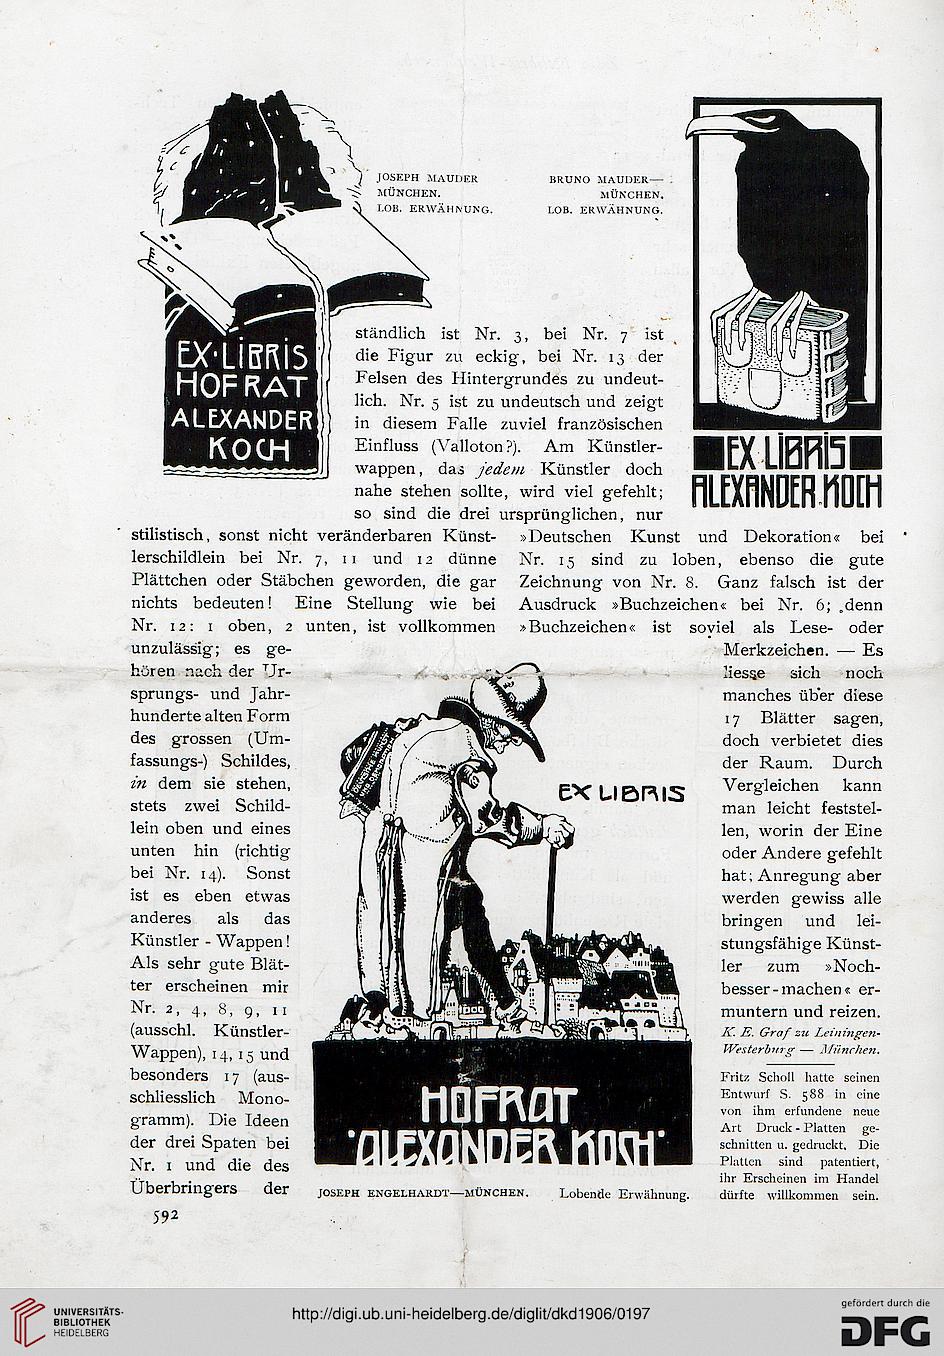 EX·LIBRIS
HOFRAT
ALEXANDER
KOCH
JOSEPH MAUDER
MÜNCHEN.
LOB. ERWÄHNUNG.
BRUNO MAUDER—
MÜNCHEN.
LOB. ERWÄHNUNG.
EX LIBRIS
ALEXANDER.KOCH
ständlich ist Nr. 3, bei Nr. 7 ist
die Figur zu eckig, bei Nr. 13 der
Felsen des Hintergrundes zu undeut-
lich. Nr. 5 ist zu undeutsch und zeigt
in diesem Falle zuviel französischen
Einfluss (Valloton?). Am Künstler-
wappen, das jedem Künstler doch
nahe stehen sollte, wird viel gefehlt;
so sind die drei ursprünglichen, nur
stilistisch, sonst nicht veränderbaren Künst-
lerschildlein bei Nr. 7, 11 und 12 dünne
Plättchen oder Stäbchen geworden, die gar
nichts bedeuten! Eine Stellung wie bei
Nr. 12: 1 oben, 2 unten, ist vollkommen
unzulässig; es ge-
hören nach der Ur-
sprungs- und Jahr-
hunderte alten Form
des grossen (Um-
fassungs-) Schildes,
in dem sie stehen,
stets zwei Schild-
lein oben und eines
unten hin (richtig
bei Nr. 14). Sonst
ist es eben etwas
anderes als das
Künstler-Wappen!
Als sehr gute Blät-
ter erscheinen mir
Nr. 2, 4, 8, 9, 11
(ausschl. Künstler-
Wappen), 14, 15 und
besonders 17 (aus-
schliesslich Mono-
gramm). Die Ideen
der drei Spaten bei
Nr. 1 und die des
Überbringers der
»Deutschen Kunst und Dekoration« bei
Nr. 15 sind zu loben, ebenso die gute
Zeichnung von Nr. 8. Ganz falsch ist der
Ausdruck »Buchzeichen« bei Nr. 6; denn
»Buchzeichen« ist soviel als Lese- oder
Merkzeichen. — Es
liesse sich noch
manches über diese
17 Blätter sagen,
doch verbietet dies
der Raum. Durch
Vergleichen kann
man leicht feststel-
len, worin der Eine
oder Andere gefehlt
hat; Anregung aber
werden gewiss alle
bringen und lei-
stungsfähige Künst-
ler zum »Noch-
besser-machen« er-
muntern und reizen.
K. E. Graf zu Leiningen-
Westerburg — München.
Fritz Scholl hatte seinen
Entwurf S. 588 in eine
von ihm erfundene neue
Art Druck-Platten ge-
schnitten u. gedruckt. Die
Platten sind patentiert,
ihr Erscheinen im Handel
dürfte willkommen sein.
EX LIBRIS
HOFRAT
·ALEXANDER KOCH·
JOSEPH ENGELHARDT—MÜNCHEN. Lobende Erwähnung.
592
UNIVERSITÄTS-
BIBLIOTHEK
HEIDELBERG
http://digi.ub.uni-heidelberg.de/diglit/dkd1906/0197
gefördert durch die
DFG